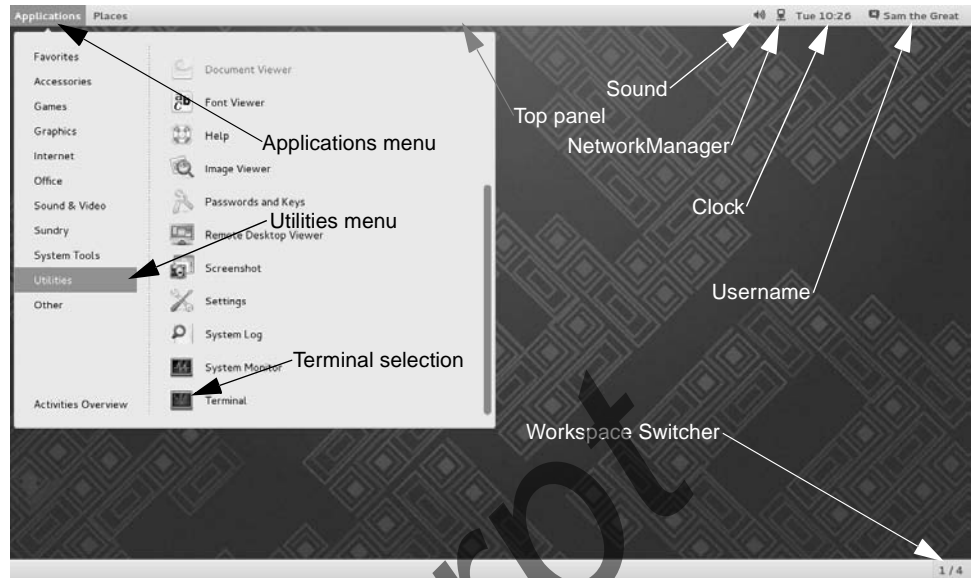 Applications Places
Tue 10:26 Sam the Great
Favorites
Accessories
Games
Graphics
Internet
Office
Sound & Video
Sundry
System Tools
Utilities
Other
Activities Overview
Document Viewer
Font Viewer
Help
Image Viewer
Passwords and Keys
Remote Desktop Viewer
Screenshot
Settings
System Log
System Monitor
Terminal
Applications menu
Utilities menu
Terminal selection
Top panel
Sound
NetworkManager
Clock
Username
Workspace Switcher
1 / 4